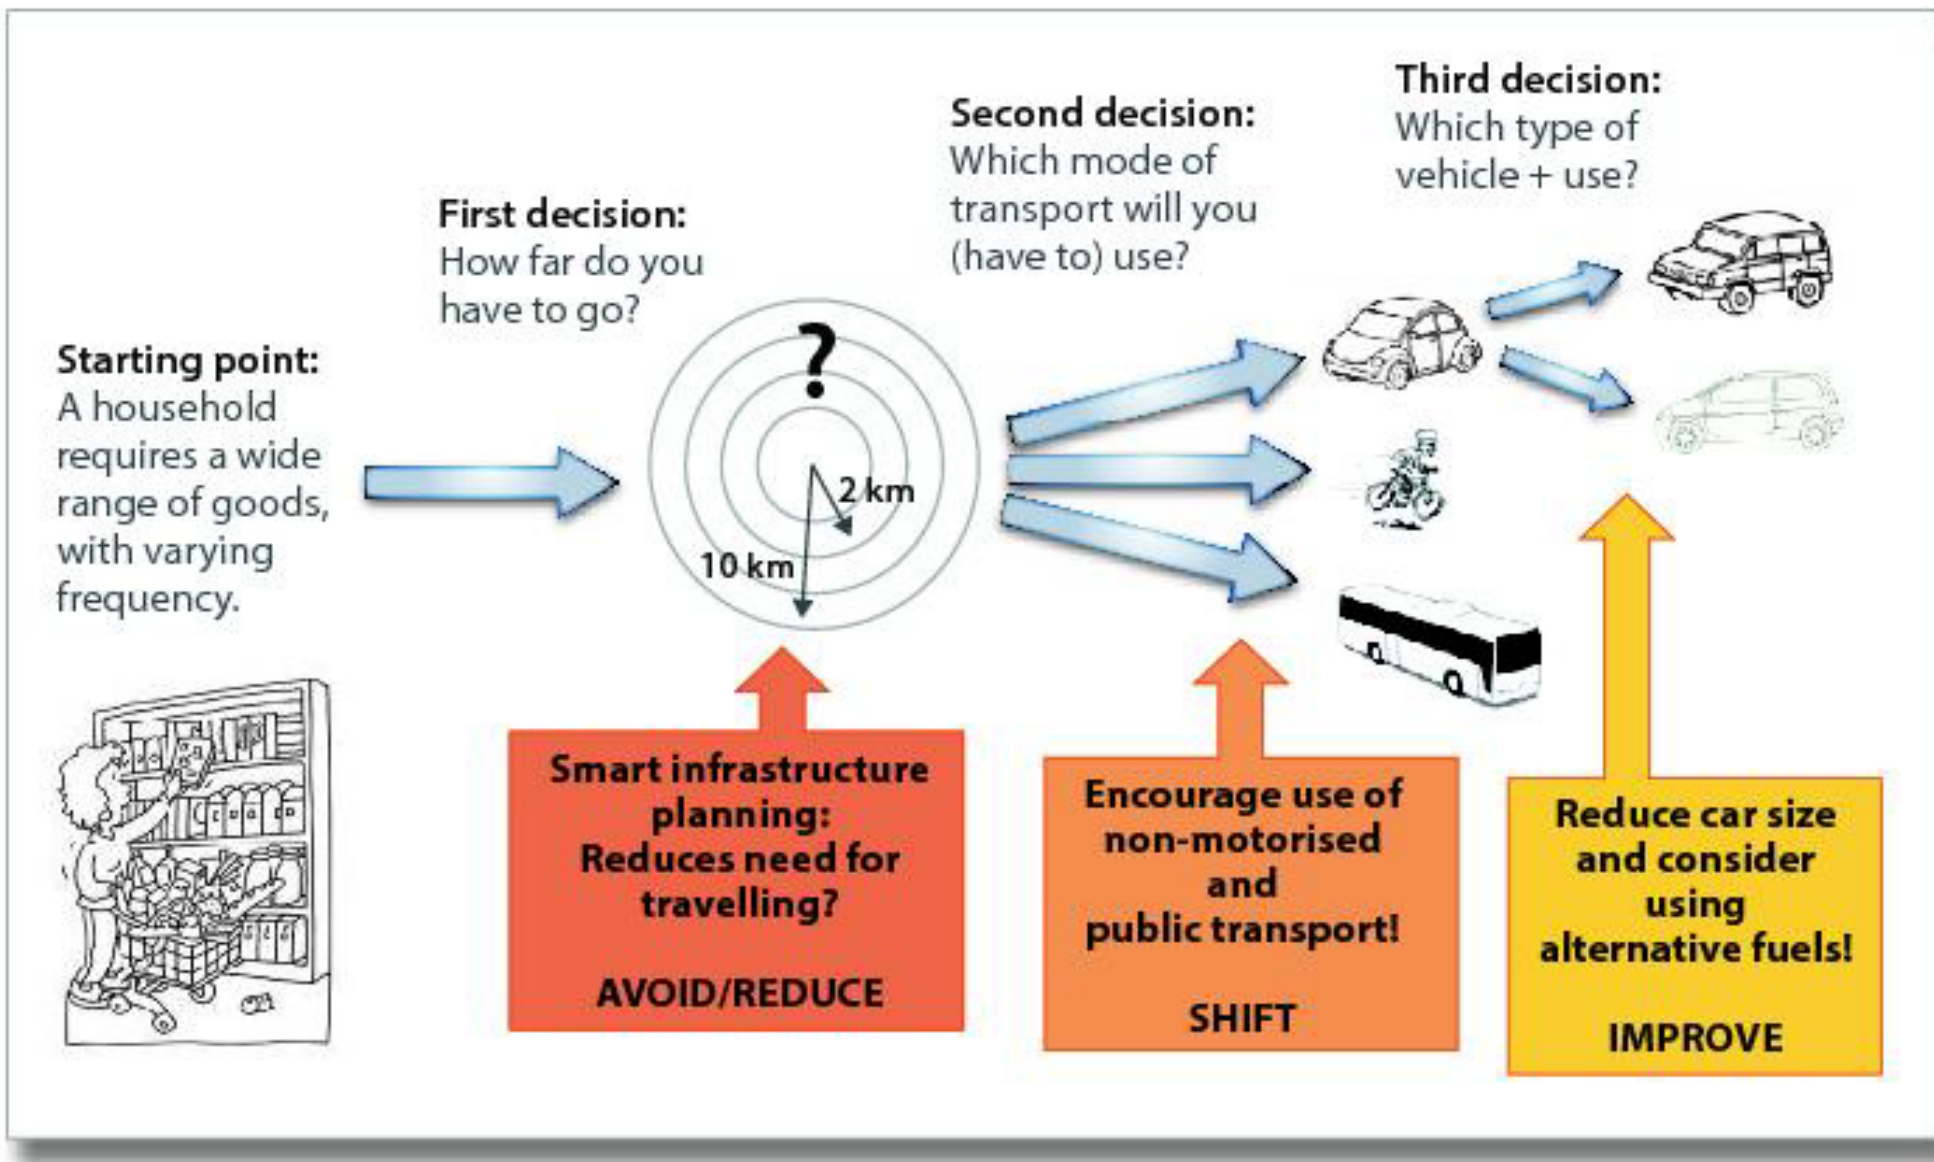 Starting point:
A household
requires a wide
range of goods,
with varying
frequency.
First decision:
How far do you
have to go?
?
2 km
10 km
Second decision:
Which mode of
transport will you
(have to) use?
Third decision:
Which type of
vehicle + use?
Smart infrastructure
planning:
Reduces need for
travelling?
AVOID/REDUCE
Encourage use of
non-motorised
and
public transport!
SHIFT
Reduce car size
and consider
using
alternative fuels!
IMPROVE